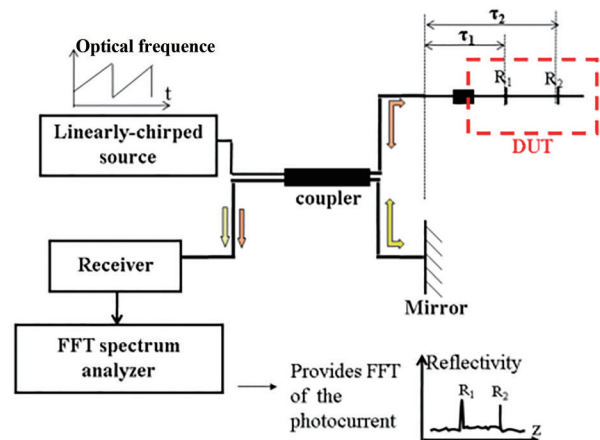 Optical frequence
t
Linearly-chirped
source
τ₂
τ₁
R₁
R₂
DUT
coupler
Receiver
Mirror
FFT spectrum
analyzer
Provides FFT
of the
photocurrent
Reflectivity
R₁
R₂
Z